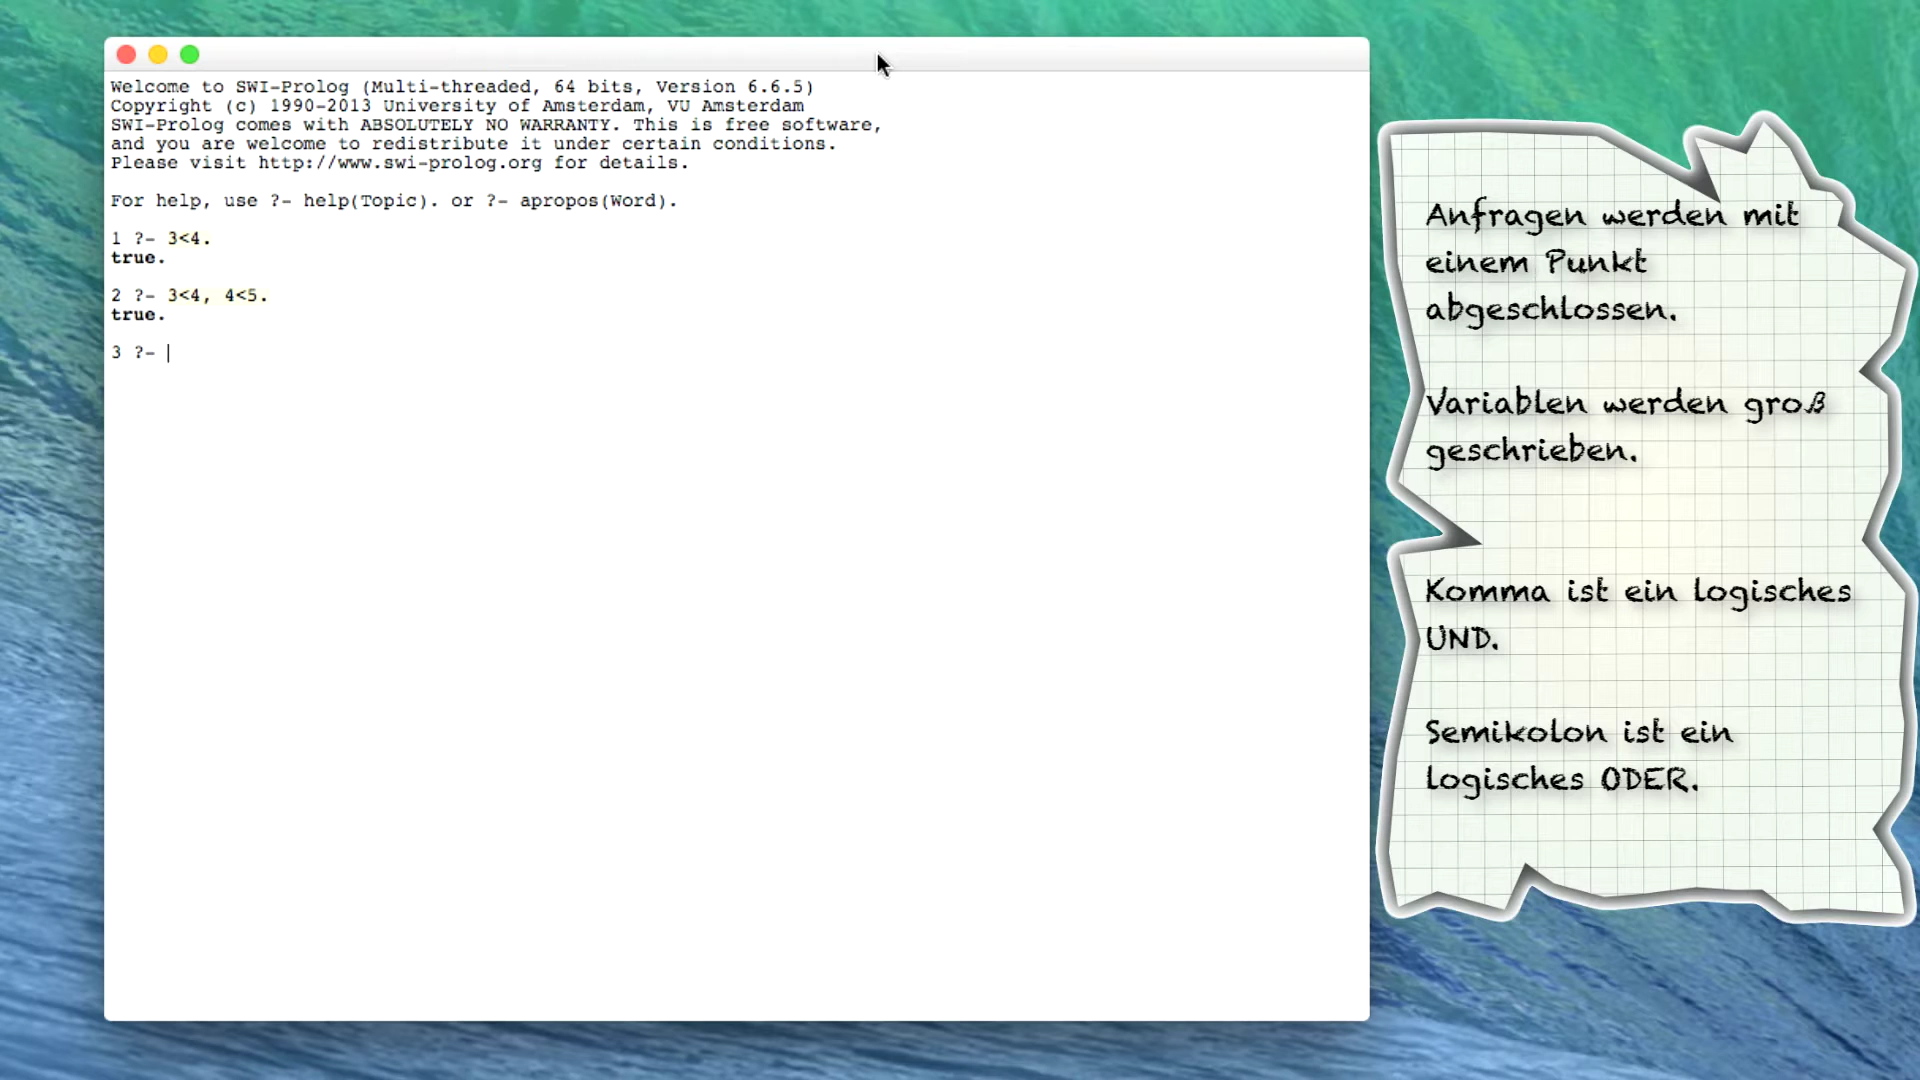 Welcome to SWI-Prolog (Multi-threaded, 64 bits, Version 6.6.5)
Copyright (c) 1990-2013 University of Amsterdam, VU Amsterdam
SWI-Prolog comes with ABSOLUTELY NO WARRANTY. This is free software,
and you are welcome to redistribute it under certain conditions.
Please visit http://www.swi-prolog.org for details.
For help, use ?- help(Topic). or ?- apropos(Word).
1 ?- 3<4.
true.
2 ?- 3<4, 4<5.
true.
3 ?-
Anfragen werden mit
einem Punkt
abgeschlossen.
Variablen werden groß
geschrieben.
Komma ist ein logisches
UND.
Semikolon ist ein
logisches ODER.